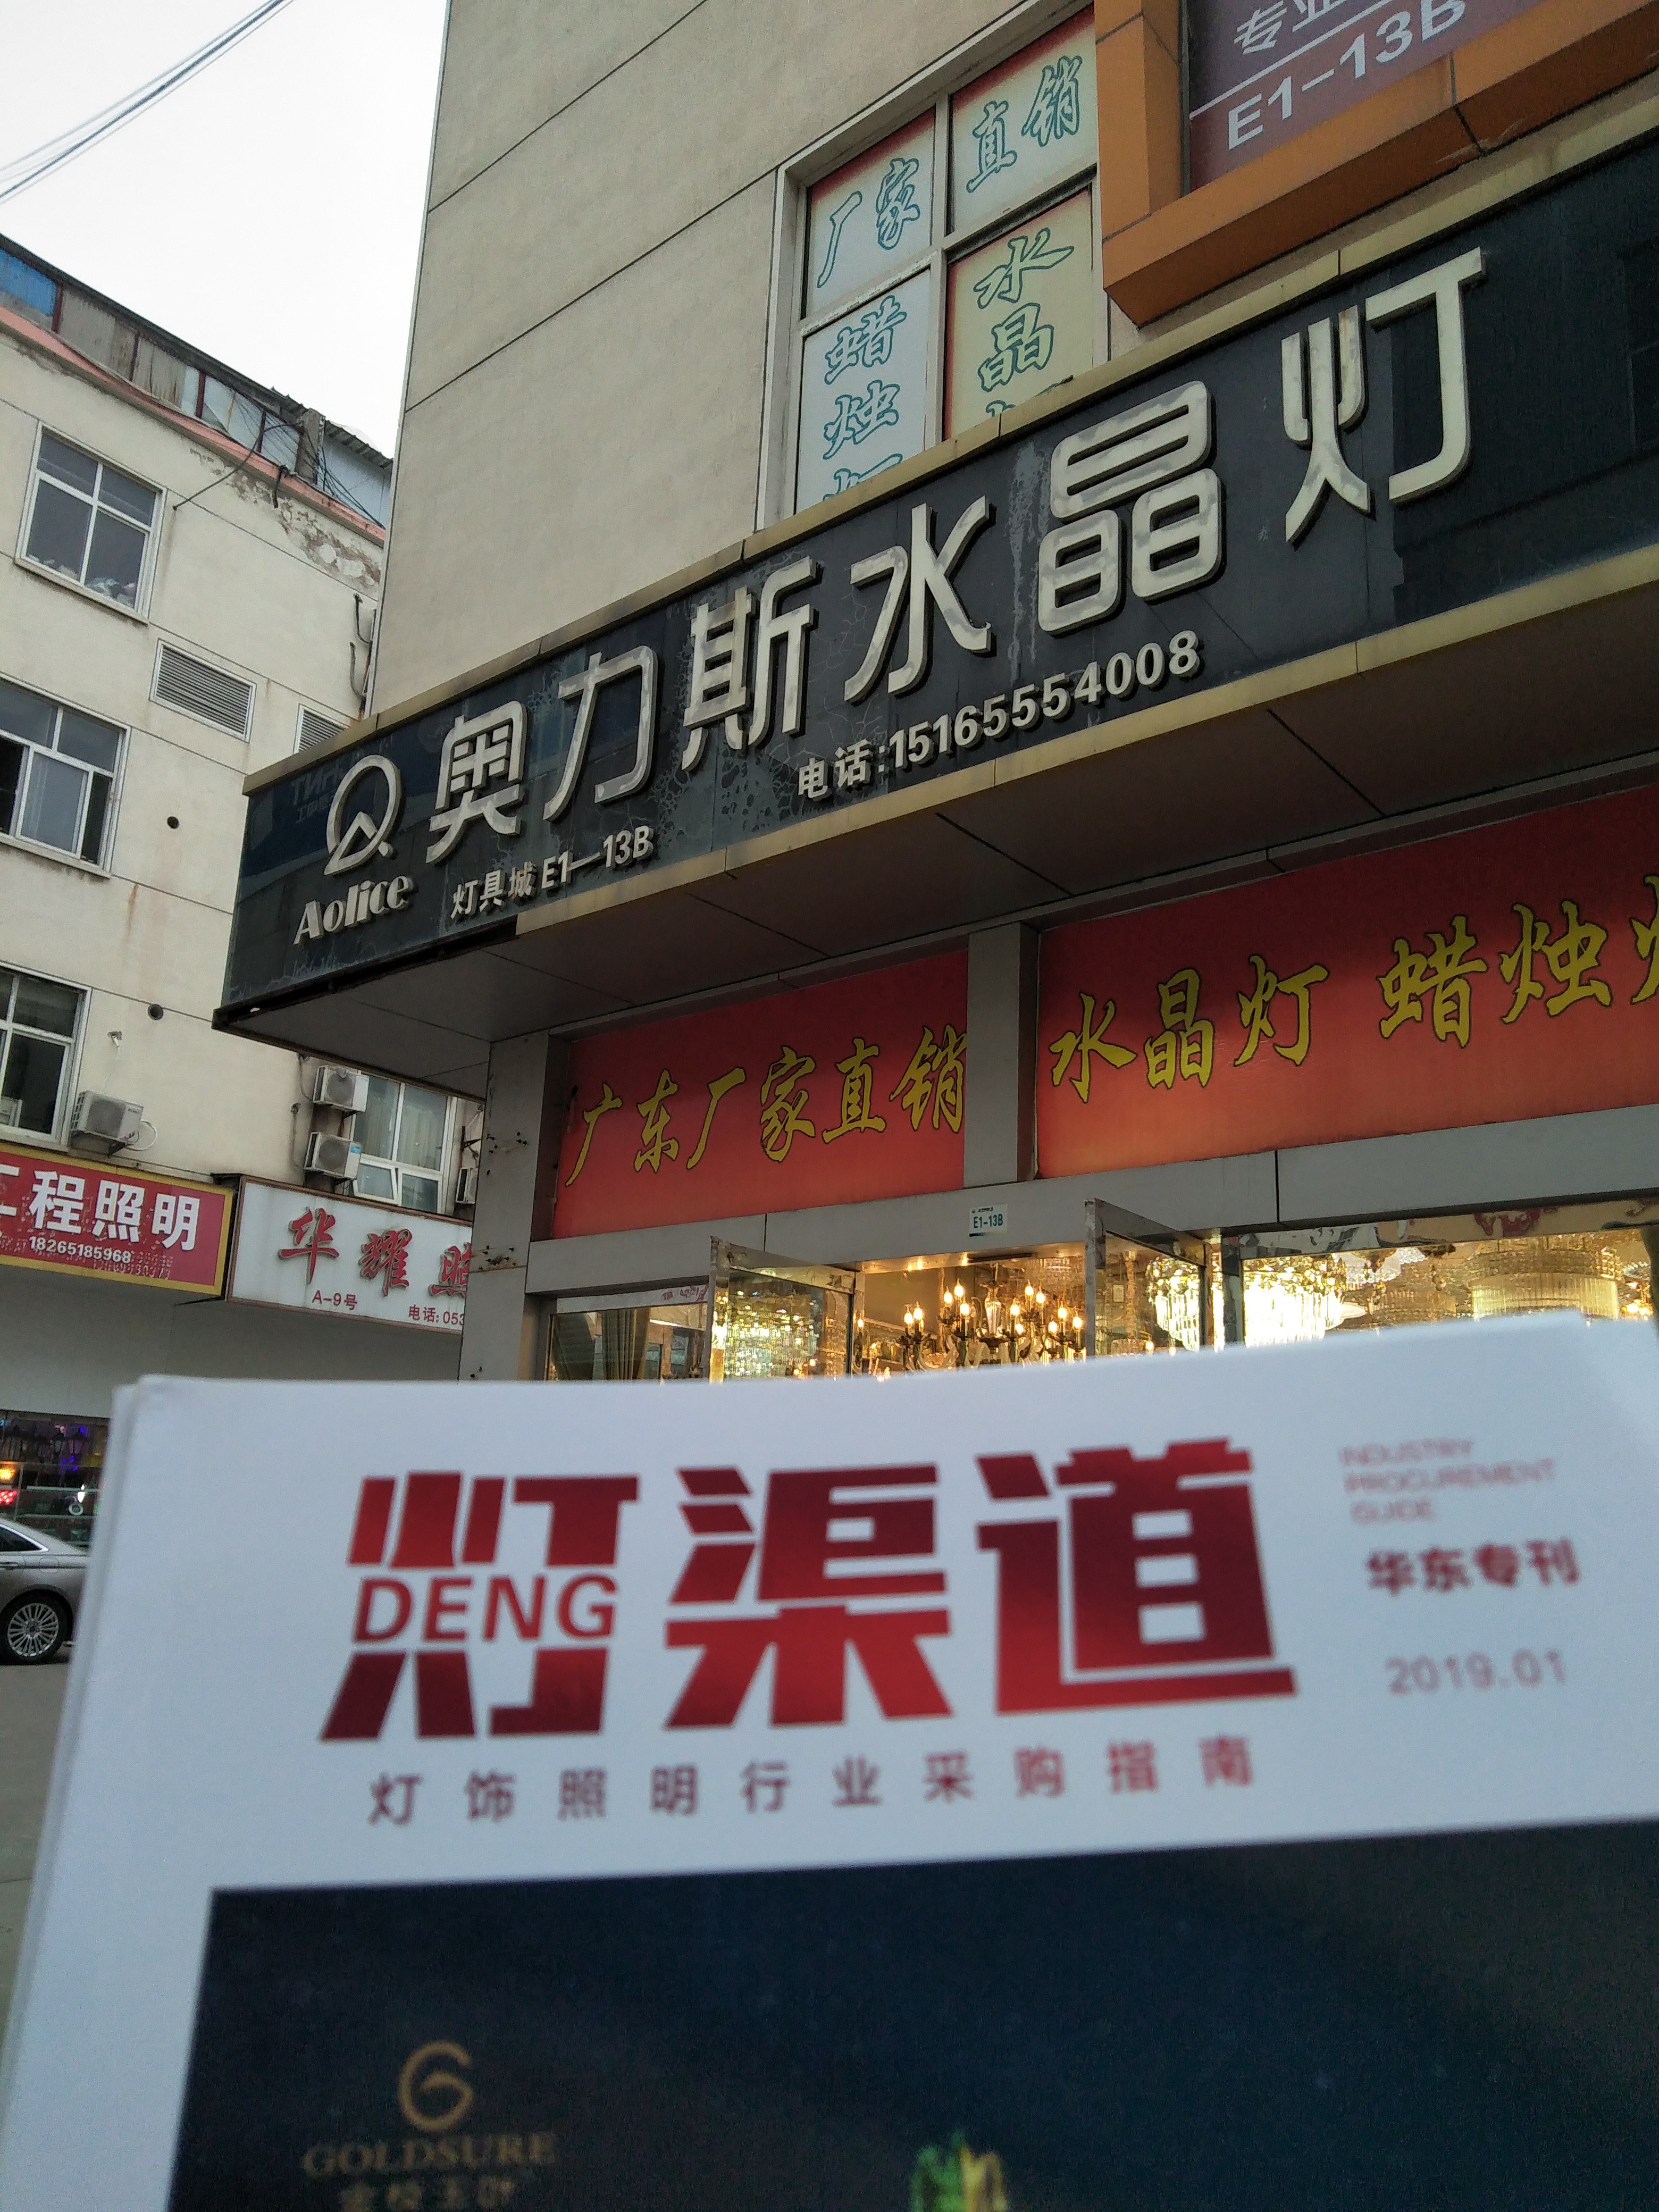 专业
E1-13B
厂家 直销
蜡烛
水晶
奥力斯水晶灯
Aolice
灯具城 E1—13B
电话:15165554008
广东厂家直销
水晶灯 蜡烛
E1-13B
工程照明
18265185968
华耀照
A-9号
电话: 053
灯渠道
DENG
INDUSTRY
PROCUREMENT
GUIDE
华东专刊
2019.01
灯饰照明行业采购指南
GOLDSURE